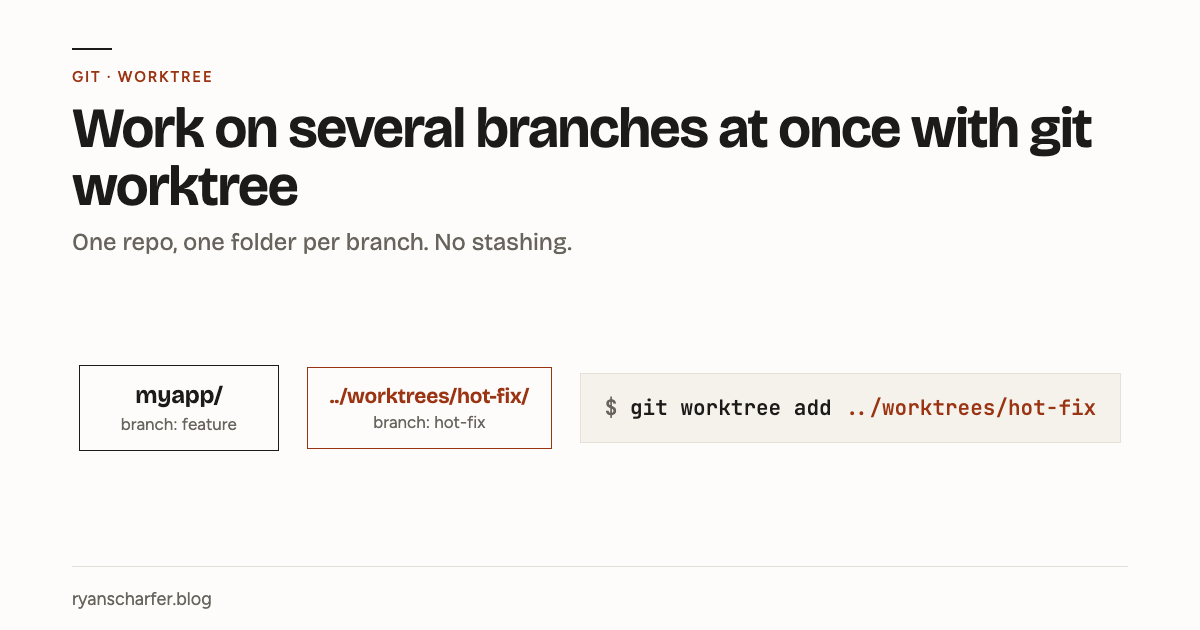 GIT · WORKTREE
Work on several branches at once with git
worktree
One repo, one folder per branch. No stashing.
myapp/
branch: feature
../worktrees/hot-fix/
branch: hot-fix
$ git worktree add ../worktrees/hot-fix
ryanscharfer.blog